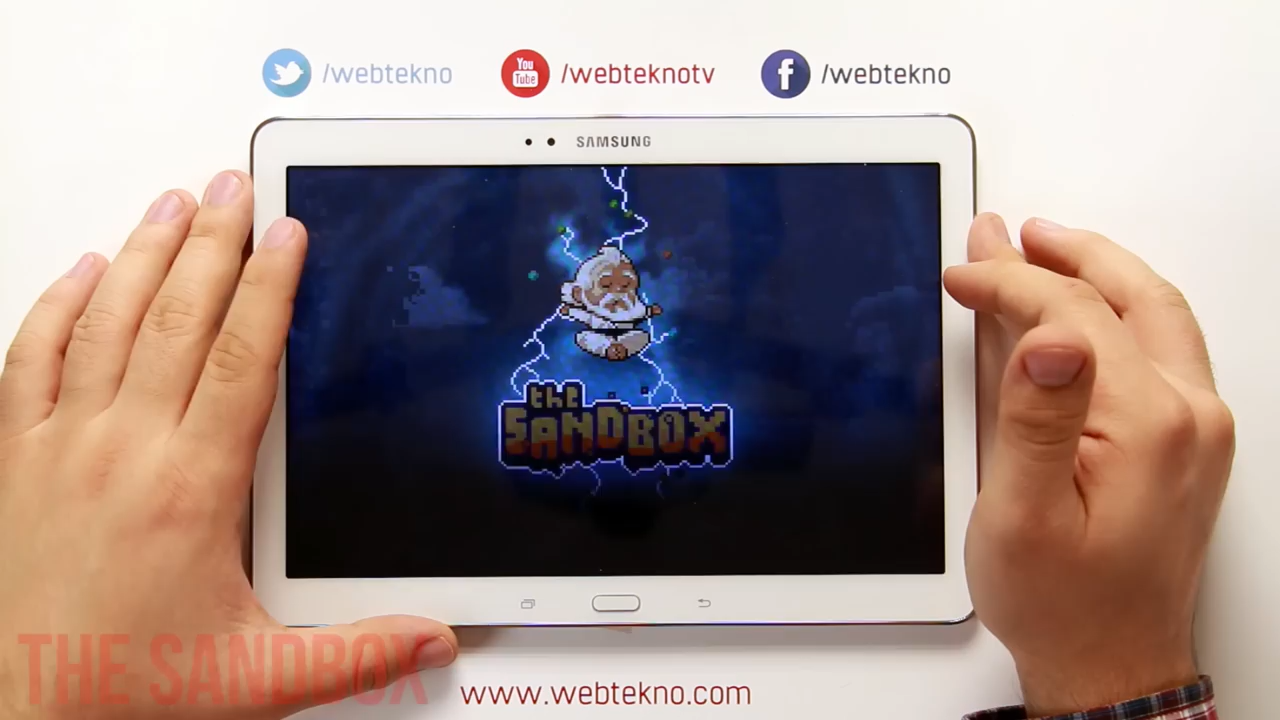 You Tube
/webtekno /webteknotv /webtekno
SAMSUNG
the
SANDBOX
THE SANDBOX
www.webtekno.com